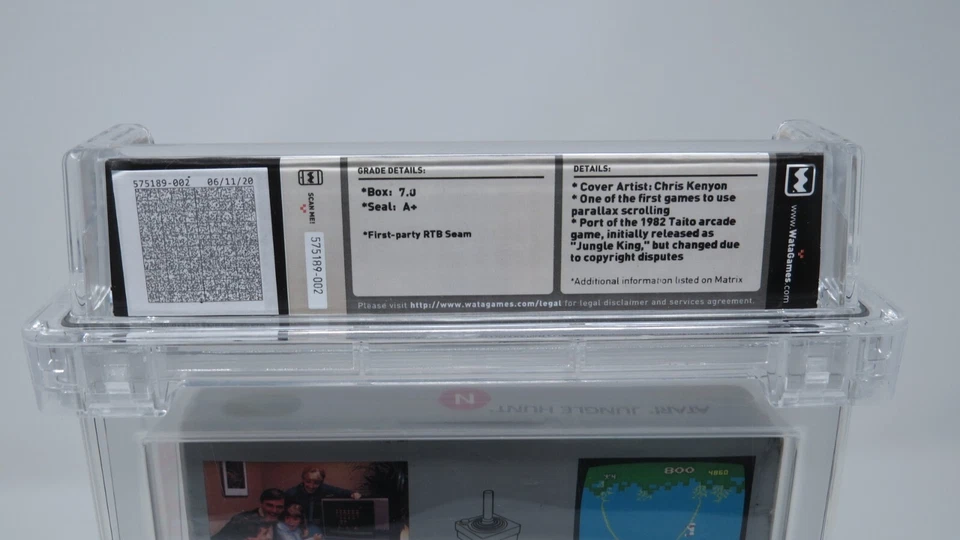 575189-002 06/11/20
SCAN ME!
575189-002
GRADE DETAILS:
*Box: 7.0
*Seal: A+
*First-party RTB Seam
DETAILS:
* Cover Artist: Chris Kenyon
* One of the first games to use
parallax scrolling
* Port of the 1982 Taito arcade
game, initially released as
"Jungle King," but changed due
to copyright disputes
*Additional information listed on Matrix
W
www.WataGames.com
Please visit http://www.watagames.com/legal for legal disclaimer and services agreement.
ATARI® JUNGLE HUNT™
N
800
4860